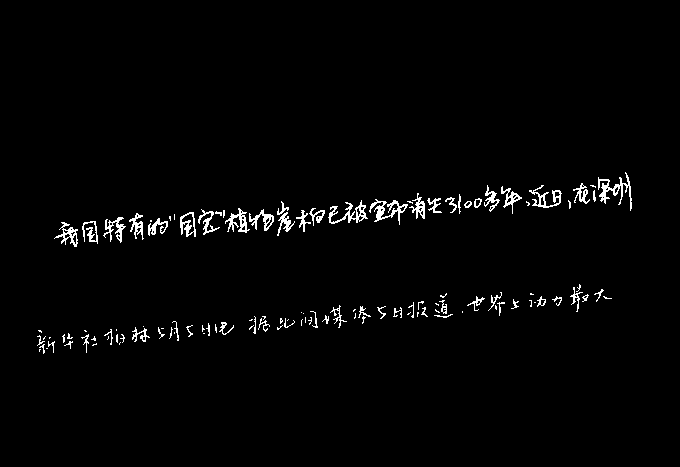 我国特有的“国宝”植物崖柏已被宣布消失了100多年,近日,在深圳
新华社柏林5月5日电 据此间媒体5日报道,世界上动力最大